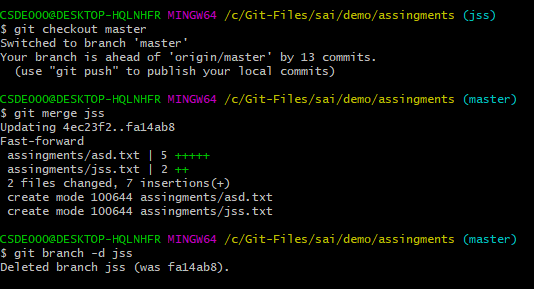 CSDEOOO@DESKTOP-HQLNHFR MINGW64 /c/Git-Files/sai/demo/assingments (jss)
$ git checkout master
Switched to branch 'master'
Your branch is ahead of 'origin/master' by 13 commits.
  (use "git push" to publish your local commits)
CSDEOOO@DESKTOP-HQLNHFR MINGW64 /c/Git-Files/sai/demo/assingments (master)
$ git merge jss
Updating 4ec23f2..fa14ab8
Fast-forward
 assingments/asd.txt | 5 +++++
 assingments/jss.txt | 2 ++
 2 files changed, 7 insertions(+)
 create mode 100644 assingments/asd.txt
 create mode 100644 assingments/jss.txt
CSDEOOO@DESKTOP-HQLNHFR MINGW64 /c/Git-Files/sai/demo/assingments (master)
$ git branch -d jss
Deleted branch jss (was fa14ab8).